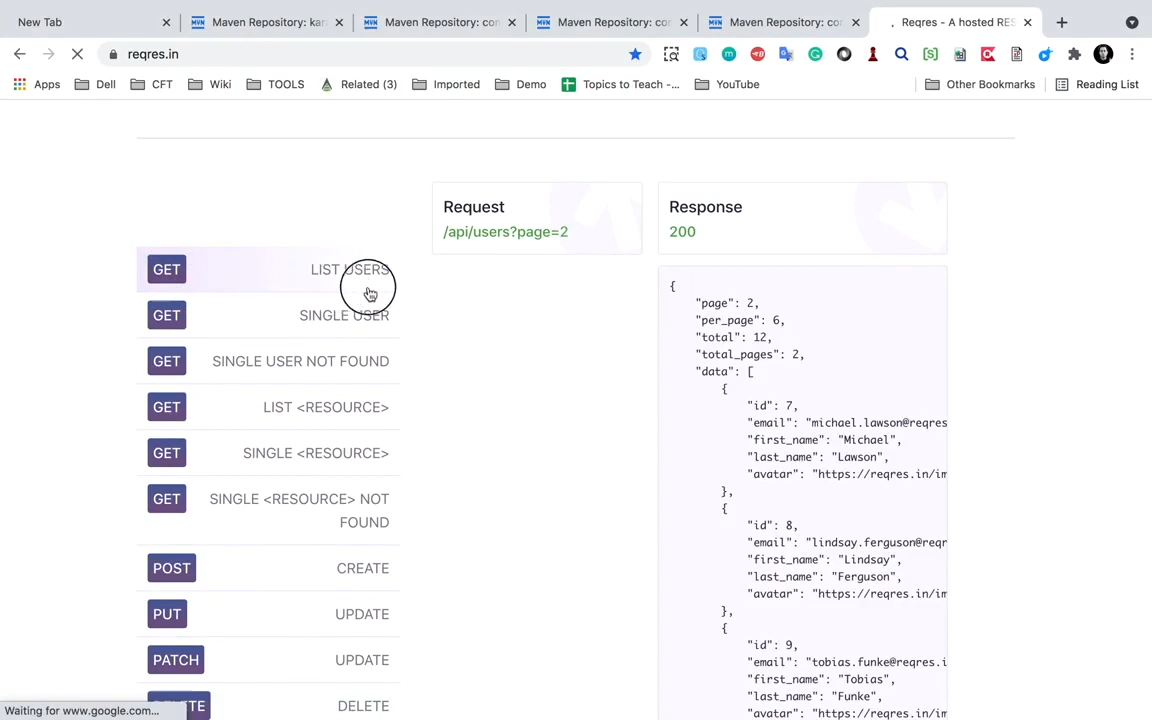 New Tab
Maven Repository: kar
Maven Repository: con
Maven Repository: co
Maven Repository: co
Reqres - A hosted RES
reqres.in
Apps
Dell
CFT
Wiki
TOOLS
Related (3)
Imported
Demo
Topics to Teach -...
YouTube
Other Bookmarks
Reading List
Request
/api/users?page=2
Response
200
GET LIST USERS
GET SINGLE USER
GET SINGLE USER NOT FOUND
GET LIST <RESOURCE>
GET SINGLE <RESOURCE>
GET SINGLE <RESOURCE> NOT
FOUND
POST CREATE
PUT UPDATE
PATCH UPDATE
DELETE DELETE
{
"page": 2,
"per_page": 6,
"total": 12,
"total_pages": 2,
"data": [
{
"id": 7,
"email": "michael.lawson@reqres
"first_name": "Michael",
"last_name": "Lawson",
"avatar": "https://reqres.in/im
},
{
"id": 8,
"email": "lindsay.ferguson@reqr
"first_name": "Lindsay",
"last_name": "Ferguson",
"avatar": "https://reqres.in/im
},
{
"id": 9,
"email": "tobias.funke@reqres.i
"first_name": "Tobias",
"last_name": "Funke",
"avatar": "https://reqres.in/im
Waiting for www.google.com...